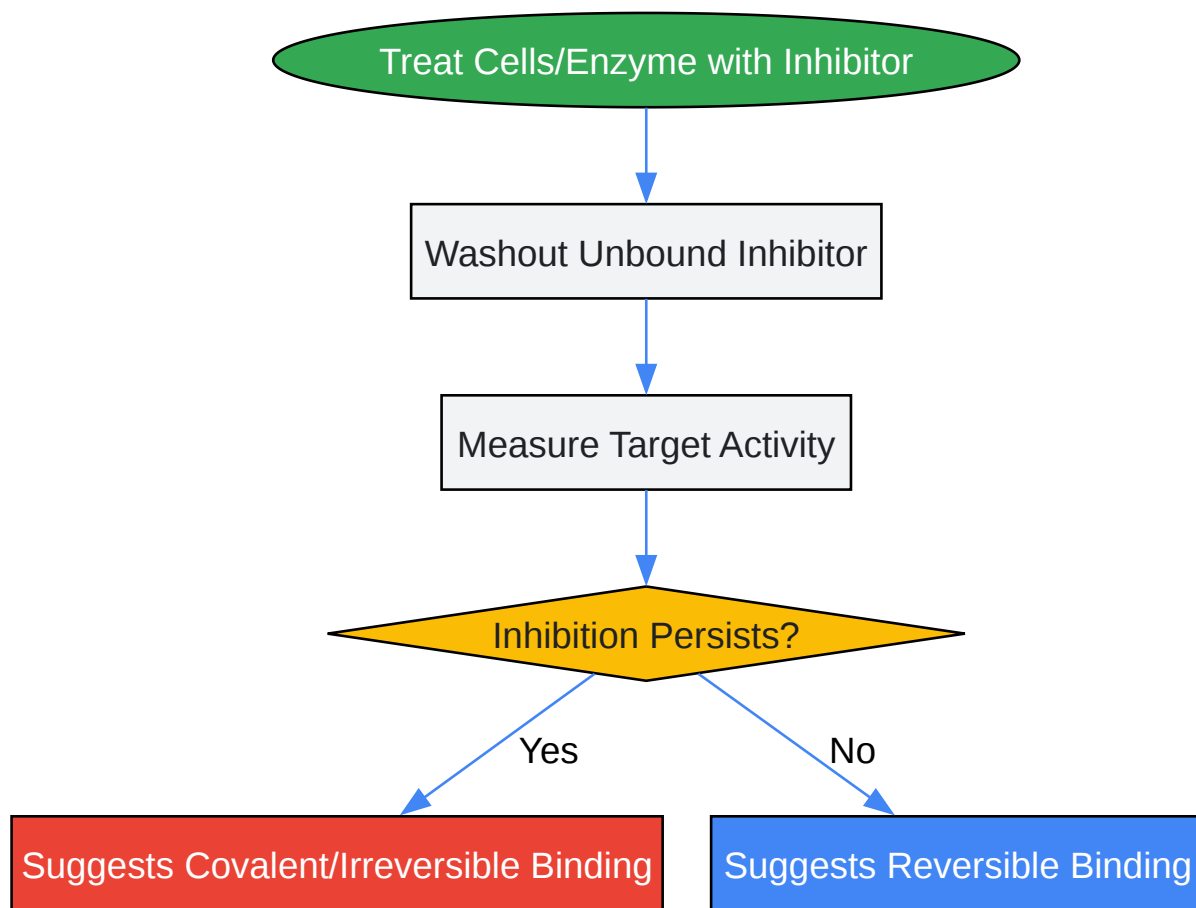 Treat Cells/Enzyme with Inhibitor
Washout Unbound Inhibitor
Measure Target Activity
Inhibition Persists?
Yes
No
Suggests Covalent/Irreversible Binding
Suggests Reversible Binding